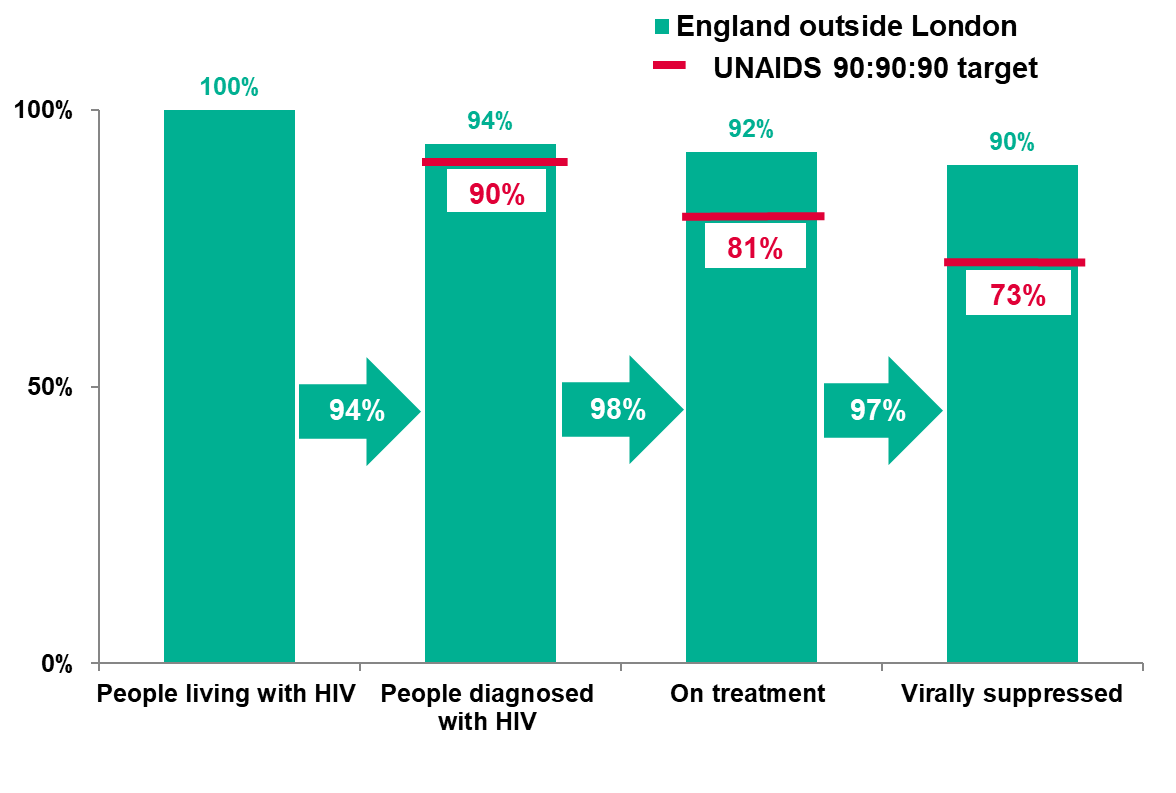 England outside London
UNAIDS 90:90:90 target
100%
94%
92%
90%
100%
90%
81%
73%
50%
94%
98%
97%
0%
People living with HIV
People diagnosed
with HIV
On treatment
Virally suppressed